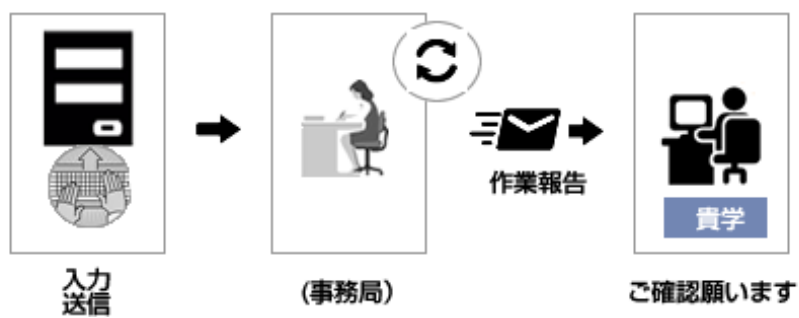 作業報告
貴学
入力
送信
(事務局)
ご確認願います